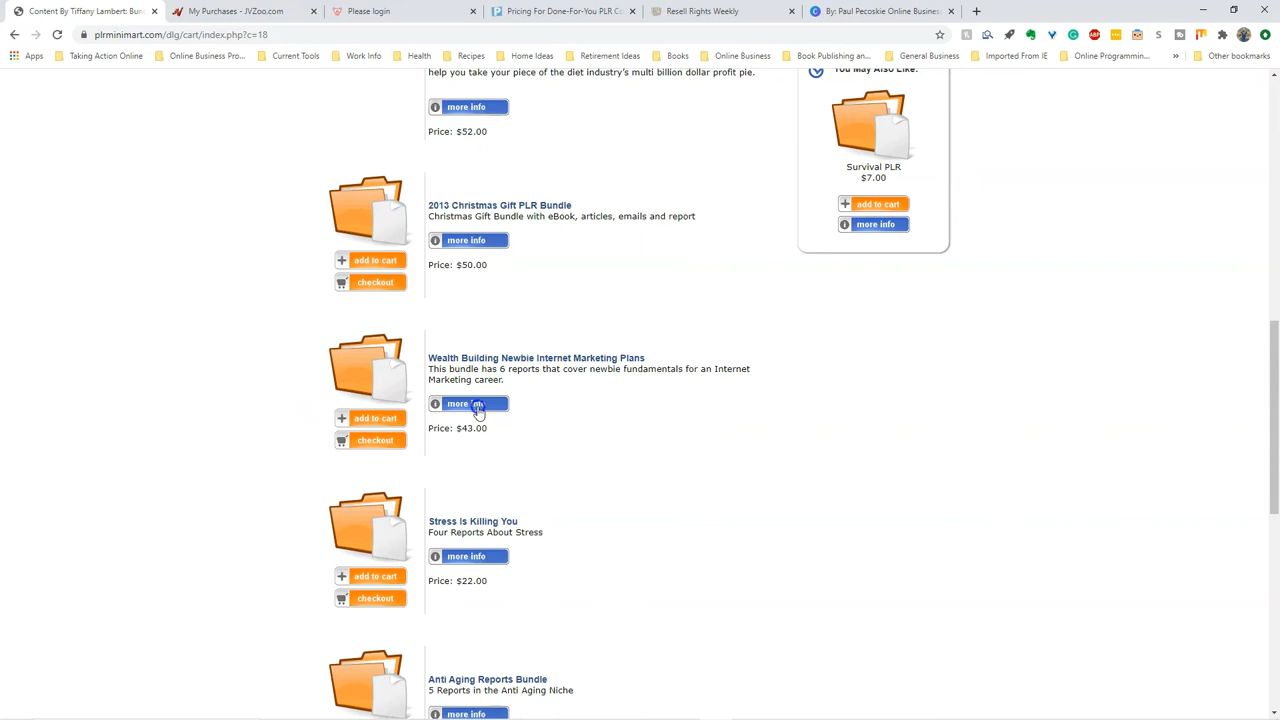 Content By Tiffany Lambert: Bun
My Purchases - JVZoo.com
Please login
Pricing For Done-For-You PLR Co
Resell Rights Weekly
By: Paul Pecoskie Online Busines
plrminimart.com/dlg/cart/index.php?c=18
Apps
Taking Action Online
Online Business Pro...
Current Tools
Work Info
Health
Recipes
Home Ideas
Retirement Ideas
Books
Online Business
Book Publishing an...
General Business
Imported From IE
Online Programmin...
»
Other bookmarks
help you take your piece of the diet industry's multi billion dollar profit pie.
more info
Price: $52.00
You May Also Like:
Survival PLR
$7.00
add to cart
more info
2013 Christmas Gift PLR Bundle
Christmas Gift Bundle with eBook, articles, emails and report
more info
Price: $50.00
add to cart
checkout
Wealth Building Newbie Internet Marketing Plans
This bundle has 6 reports that cover newbie fundamentals for an Internet
Marketing career.
more info
Price: $43.00
add to cart
checkout
Stress Is Killing You
Four Reports About Stress
more info
Price: $22.00
add to cart
checkout
Anti Aging Reports Bundle
5 Reports in the Anti Aging Niche
more info